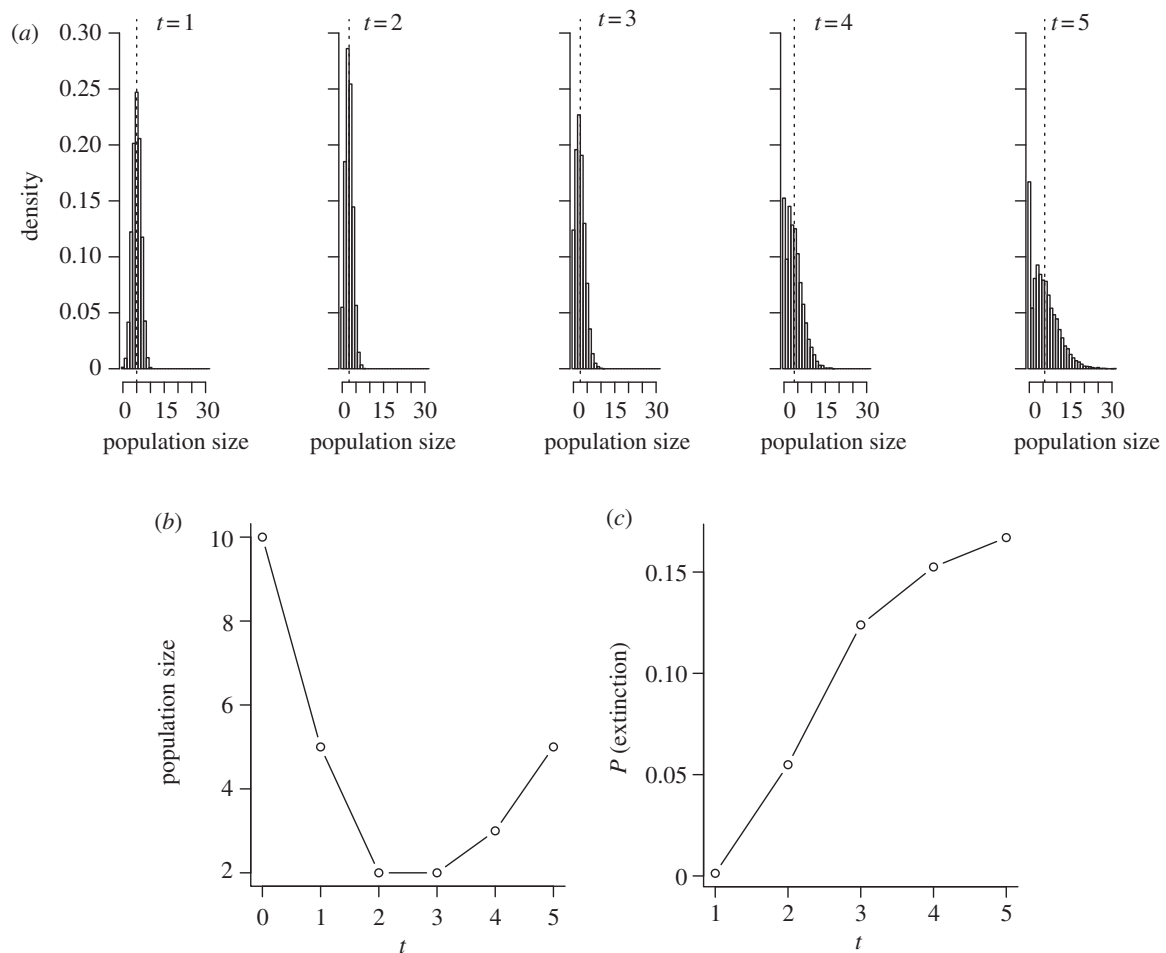 (a)
t=1 t=2 t=3 t=4 t=5
0.30
0.25
0.20
0.15
0.10
0.05
0
density
0 15 30 0 15 30 0 15 30 0 15 30 0 15 30
population size population size population size population size population size
(b)
10
8
6
4
2
population size
0 1 2 3 4 5
t
(c)
0.15
0.10
0.05
0
P (extinction)
1 2 3 4 5
t